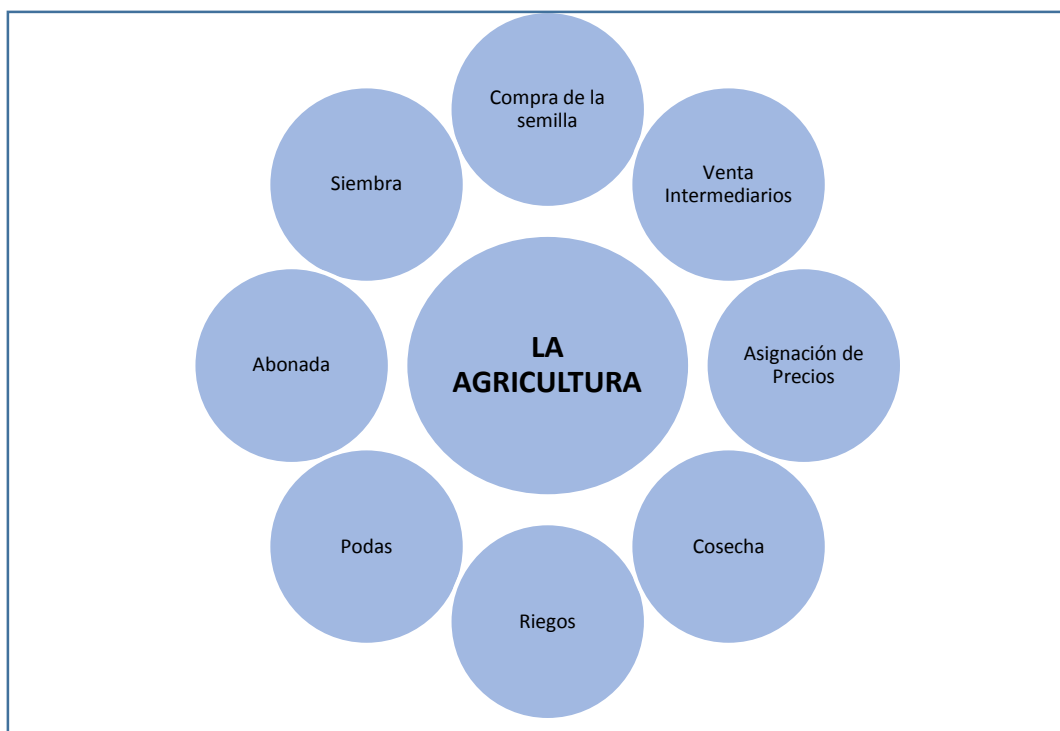 Compra de la
semilla
Siembra
Venta
Intermediarios
Abonada
LA
AGRICULTURA
Asignación de
Precios
Podas
Cosecha
Riegos